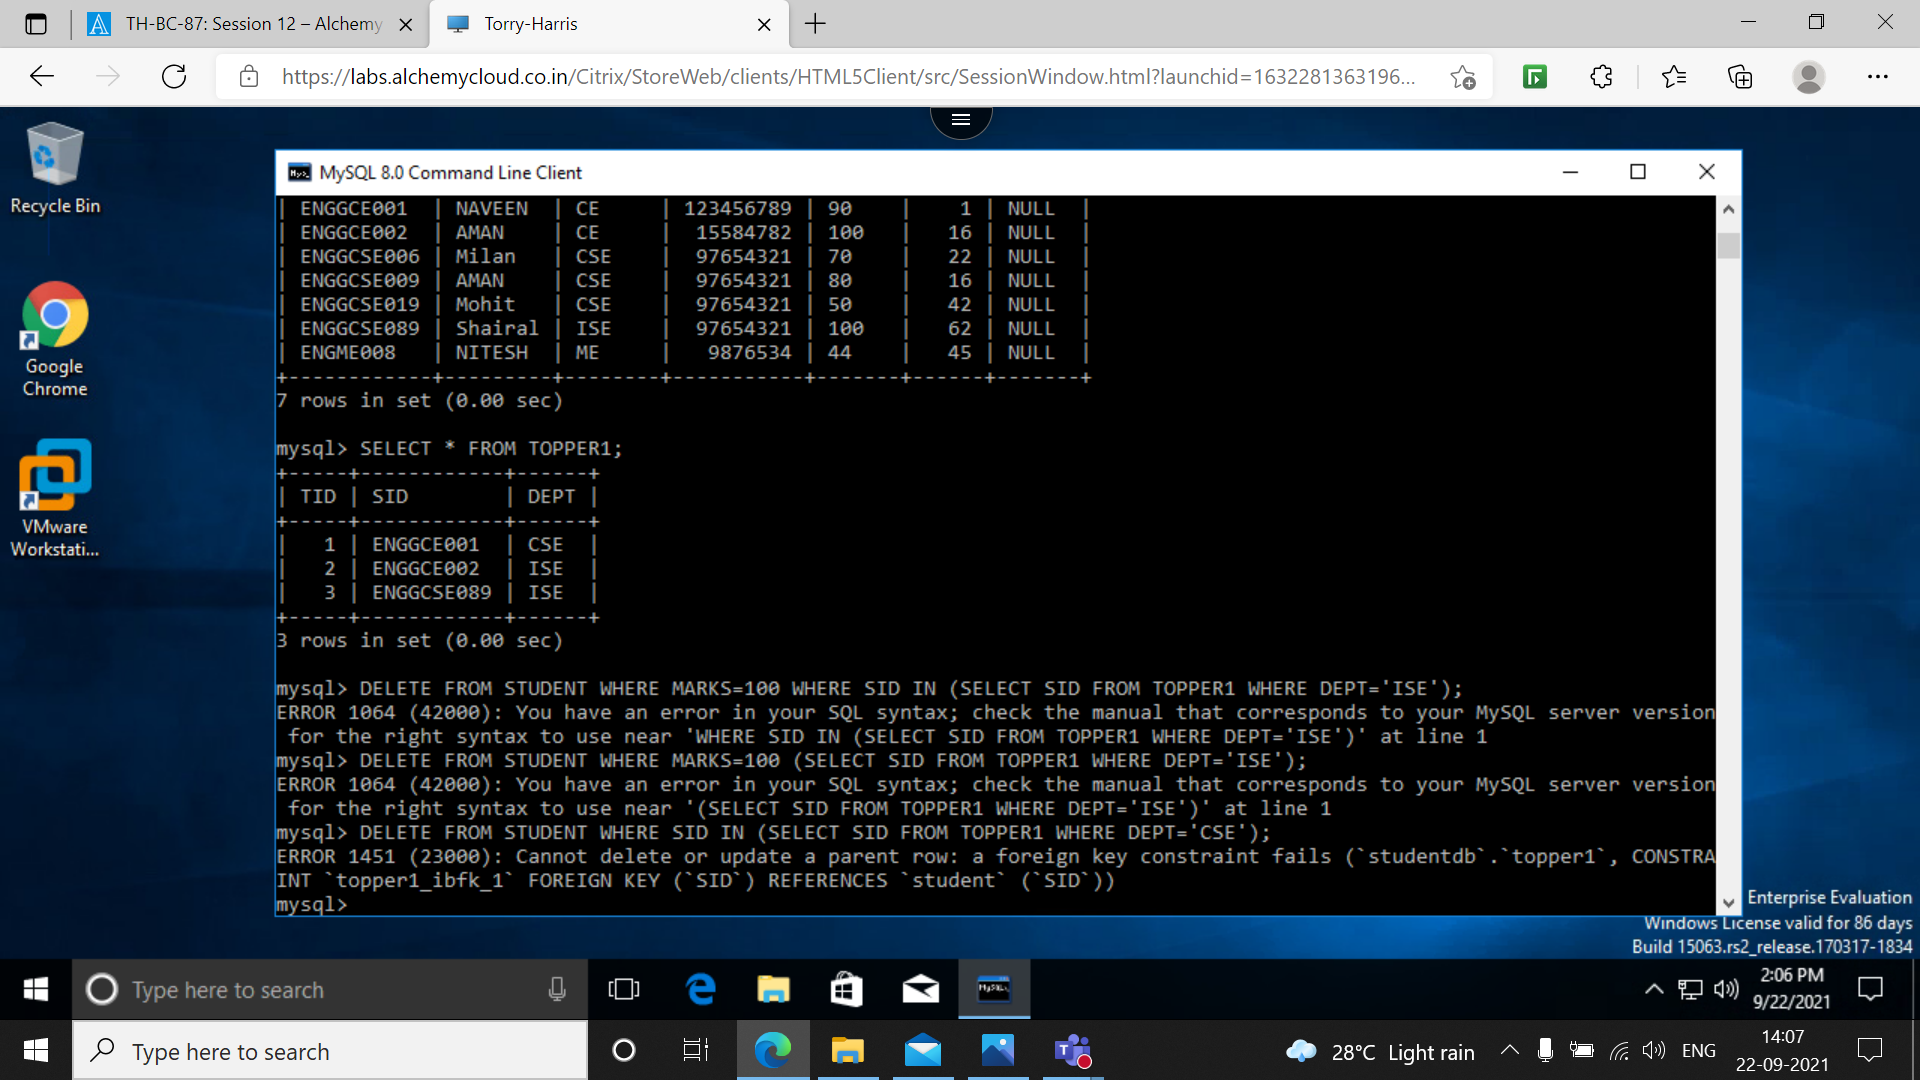 TH-BC-87: Session 12 – Alchemy
Torry-Harris
https://labs.alchemycloud.co.in/Citrix/StoreWeb/clients/HTML5Client/src/SessionWindow.html?launchid=1632281363196...
Recycle Bin
Google
Chrome
VMware
Workstati...
MySQL 8.0 Command Line Client
| ENGGCE001  | NAVEEN  | CE     | 123456789 | 90    |    1 | NULL  |
| ENGGCE002  | AMAN    | CE     |  15584782 | 100   |   16 | NULL  |
| ENGGCSE006 | Milan   | CSE    |  97654321 | 70    |   22 | NULL  |
| ENGGCSE009 | AMAN    | CSE    |  97654321 | 80    |   16 | NULL  |
| ENGGCSE019 | Mohit   | CSE    |  97654321 | 50    |   42 | NULL  |
| ENGGCSE089 | Shairal | ISE    |  97654321 | 100   |   62 | NULL  |
| ENGME008   | NITESH  | ME     |   9876534 | 44    |   45 | NULL  |
+------------+---------+--------+-----------+-------+------+-------+
7 rows in set (0.00 sec)
mysql> SELECT * FROM TOPPER1;
+-----+------------+------+
| TID | SID        | DEPT |
+-----+------------+------+
|   1 | ENGGCE001  | CSE  |
|   2 | ENGGCE002  | ISE  |
|   3 | ENGGCSE089 | ISE  |
+-----+------------+------+
3 rows in set (0.00 sec)
mysql> DELETE FROM STUDENT WHERE MARKS=100 WHERE SID IN (SELECT SID FROM TOPPER1 WHERE DEPT='ISE');
ERROR 1064 (42000): You have an error in your SQL syntax; check the manual that corresponds to your MySQL server version
for the right syntax to use near 'WHERE SID IN (SELECT SID FROM TOPPER1 WHERE DEPT='ISE')' at line 1
mysql> DELETE FROM STUDENT WHERE MARKS=100 (SELECT SID FROM TOPPER1 WHERE DEPT='ISE');
ERROR 1064 (42000): You have an error in your SQL syntax; check the manual that corresponds to your MySQL server version
for the right syntax to use near '(SELECT SID FROM TOPPER1 WHERE DEPT='ISE')' at line 1
mysql> DELETE FROM STUDENT WHERE SID IN (SELECT SID FROM TOPPER1 WHERE DEPT='CSE');
ERROR 1451 (23000): Cannot delete or update a parent row: a foreign key constraint fails (`studentdb`.`topper1`, CONSTRA
INT `topper1_ibfk_1` FOREIGN KEY (`SID`) REFERENCES `student` (`SID`))
mysql>
Enterprise Evaluation
Windows License valid for 86 days
Build 15063.rs2_release.170317-1834
Type here to search
2:06 PM
9/22/2021
Type here to search
28°C Light rain
ENG
14:07
22-09-2021